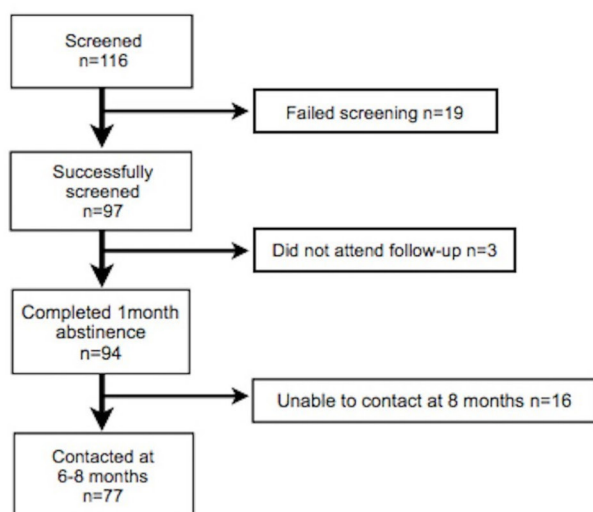 Screened
n=116
Failed screening n=19
Successfully
screened
n=97
Did not attend follow-up n=3
Completed 1month
abstinence
n=94
Unable to contact at 8 months n=16
Contacted at
6-8 months
n=77